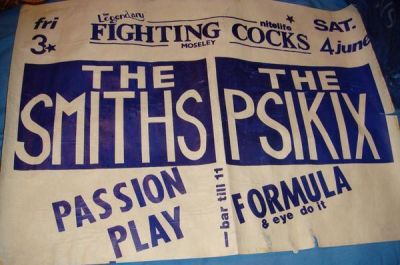 the Legendary
FIGHTING COCKS
nitelife
MOSELEY
fri
3
SAT.
4 june
THE
SMITHS
THE
PSIKIX
PASSION
PLAY
bar till 11
FORMULA
& eye do it